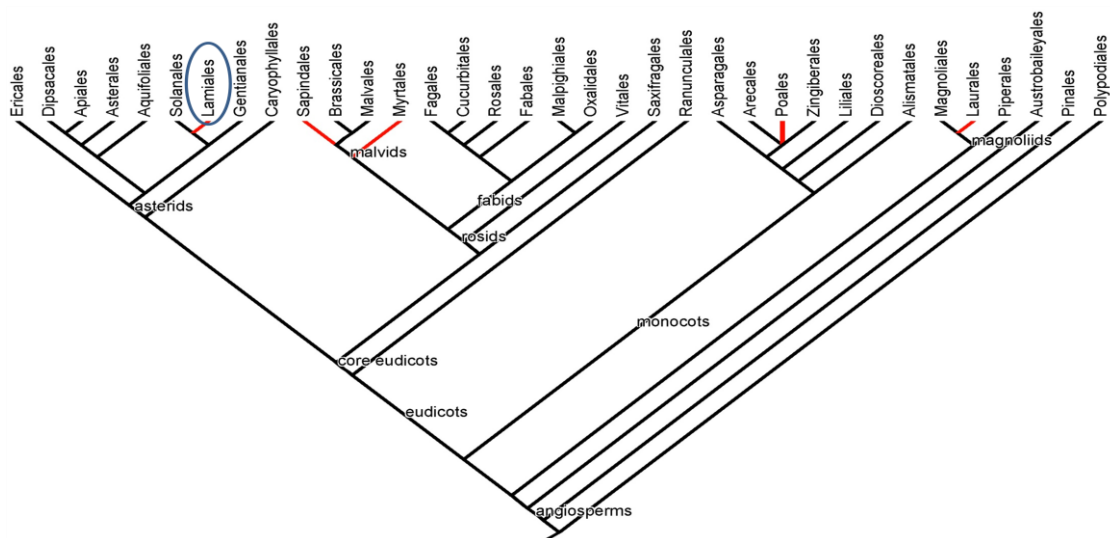 Ericales
Dipsacales
Apiales
Asterales
Aquifoliales
Solanales
Lamiales
Gentianales
Caryophyllales
Sapindales
Brassicales
Malvales
Myrtales
Fagales
Cucurbitales
Rosales
Fabales
Malpighiales
Oxalidales
Vitales
Saxifragales
Ranunculales
Asparagales
Arecales
Poales
Zingiberales
Liliales
Dioscoreales
Alismatales
Magnoliales
Laurales
Piperales
Austrobaileyales
Pinales
Polypodiales
malvids
magnoliids
fabids
asterids
rosids
monocots
core eudicots
eudicots
angiosperms